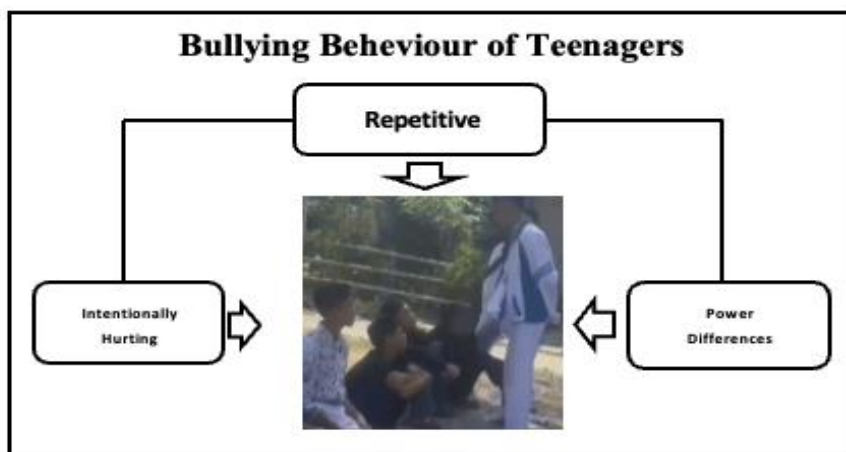 Bullying Beheviour of Teenagers
Repetitive
Intentionally
Hurting
Power
Differences